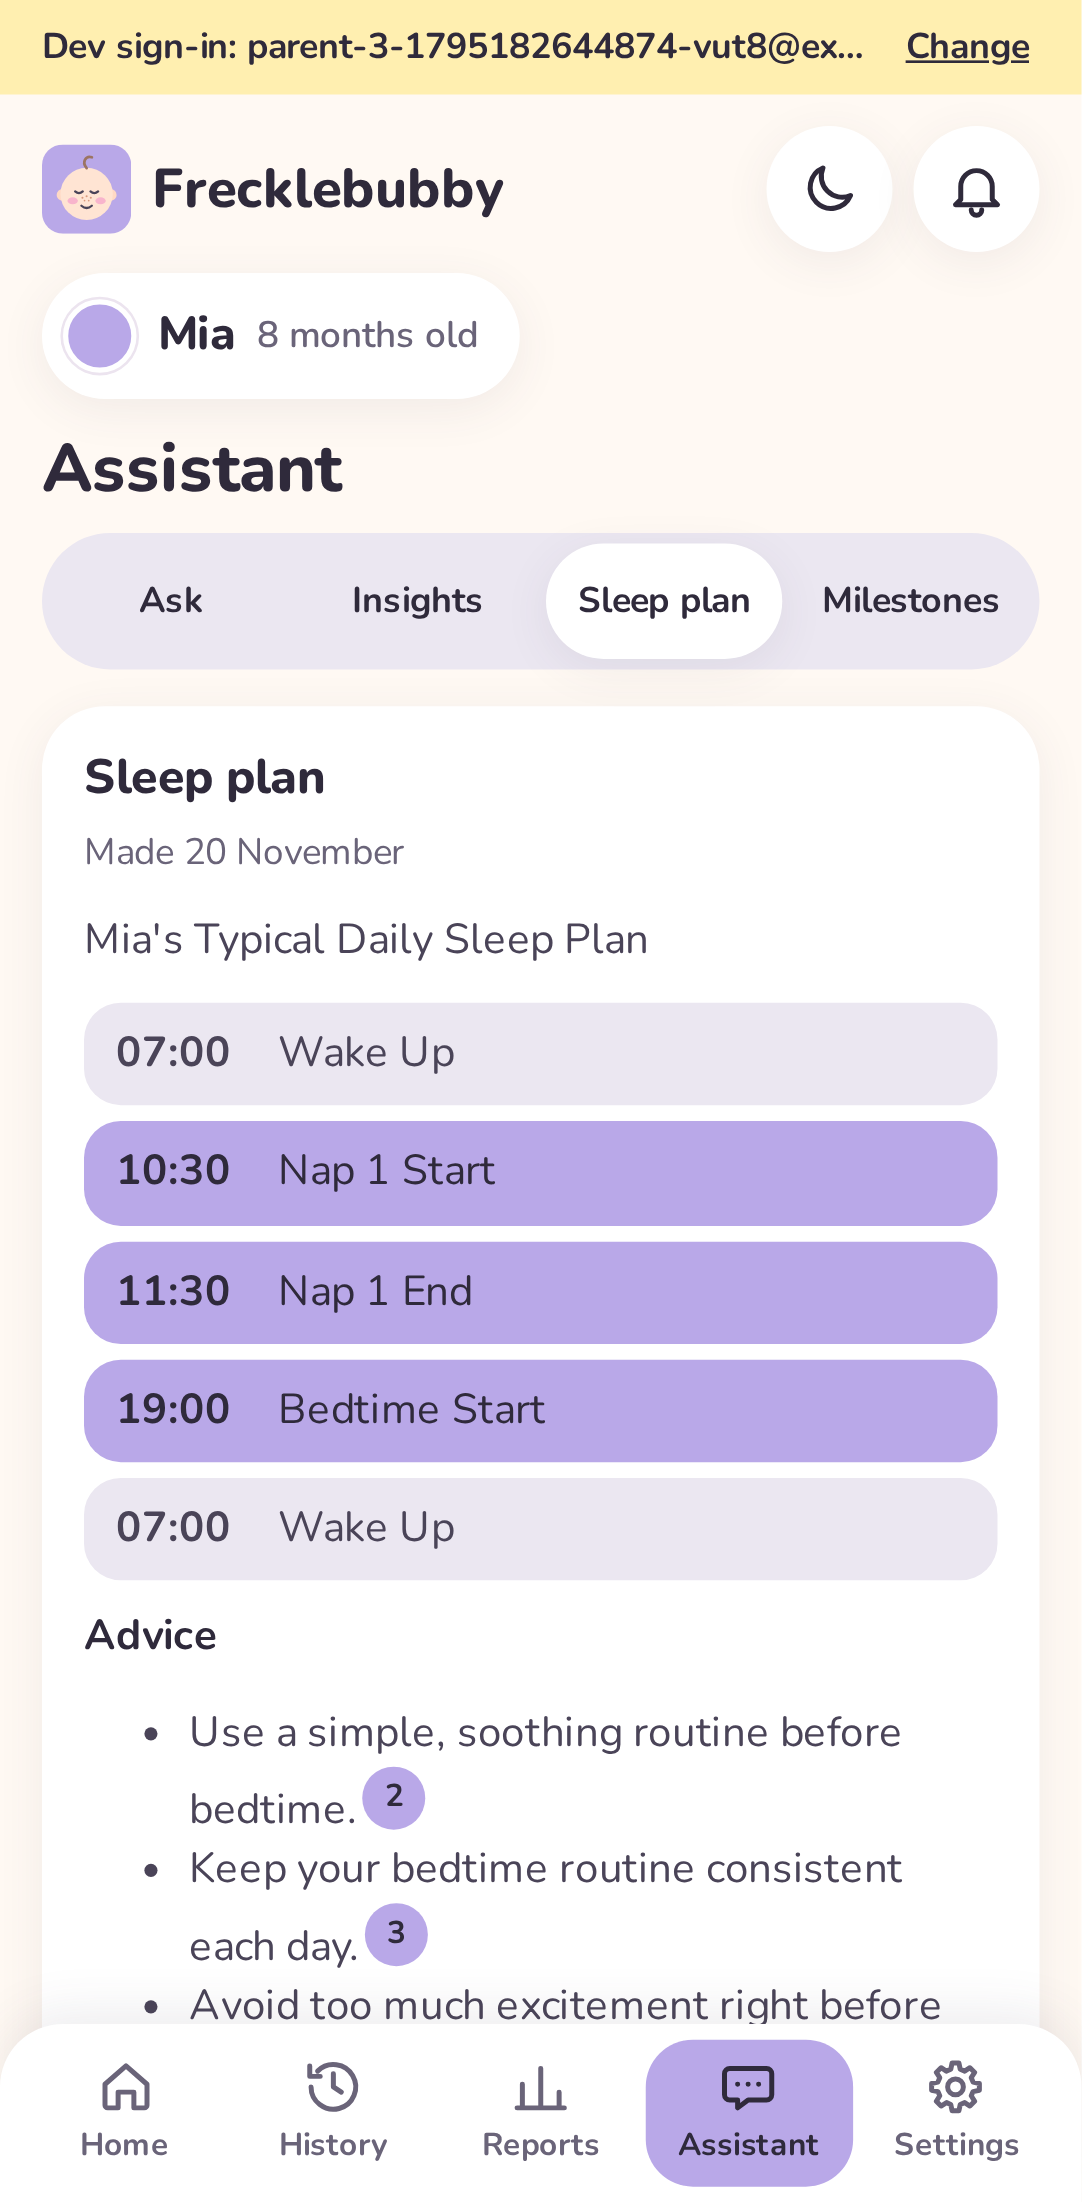 Dev sign-in: parent-3-1795182644874-vut8@ex... Change
Frecklebubby
Mia 8 months old
Assistant
Ask Insights Sleep plan Milestones
Sleep plan
Made 20 November
Mia's Typical Daily Sleep Plan
07:00 Wake Up
10:30 Nap 1 Start
11:30 Nap 1 End
19:00 Bedtime Start
07:00 Wake Up
Advice
• Use a simple, soothing routine before
bedtime. 2
• Keep your bedtime routine consistent
each day. 3
• Avoid too much excitement right before
Home History Reports Assistant Settings